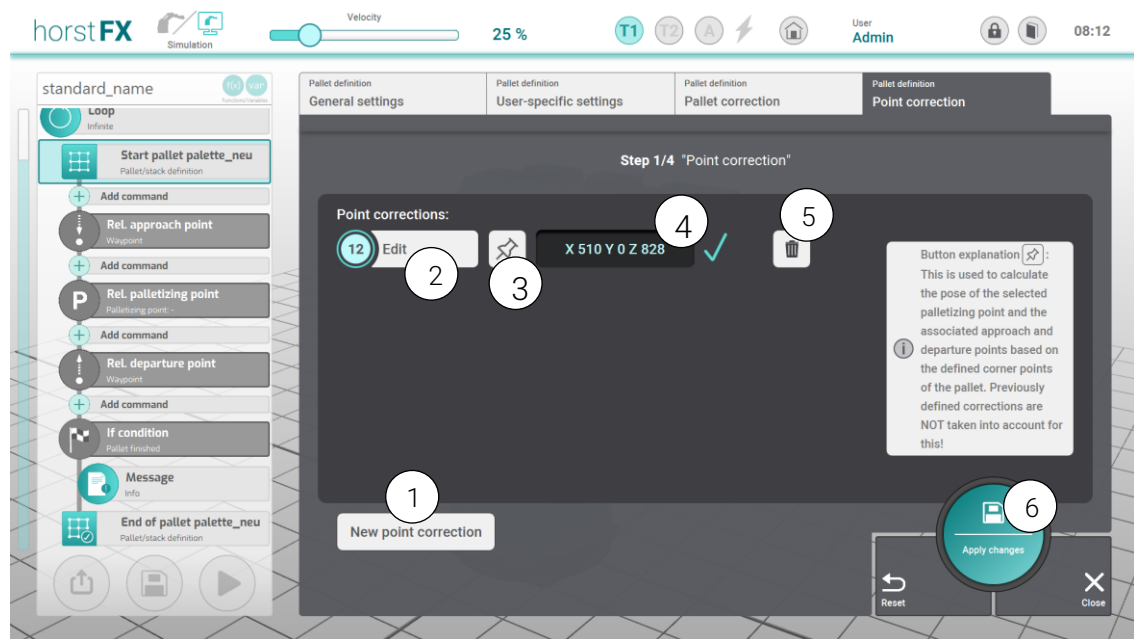 horstFX
Simulation
Velocity
25 %
T1
T2
A
User
Admin
08:12
standard_name
f(x)
var
Functions/Variables
Loop
Infinite
Start pallet palette_neu
Pallet/stack definition
Add command
Rel. approach point
Waypoint
Add command
P
Rel. palletizing point
Palletizing point: -
Add command
Rel. departure point
Waypoint
Add command
If condition
Pallet finished
Message
Info
End of pallet palette_neu
Pallet/stack definition
Pallet definition
General settings
Pallet definition
User-specific settings
Pallet definition
Pallet correction
Pallet definition
Point correction
Step 1/4 "Point correction"
Point corrections:
12
Edit
2
3
X 510 Y 0 Z 828
4
5
Button explanation :
This is used to calculate
the pose of the selected
palletizing point and the
associated approach and
i
departure points based on
the defined corner points
of the pallet. Previously
defined corrections are
NOT taken into account for
this!
1
New point correction
6
Apply changes
Reset
Close